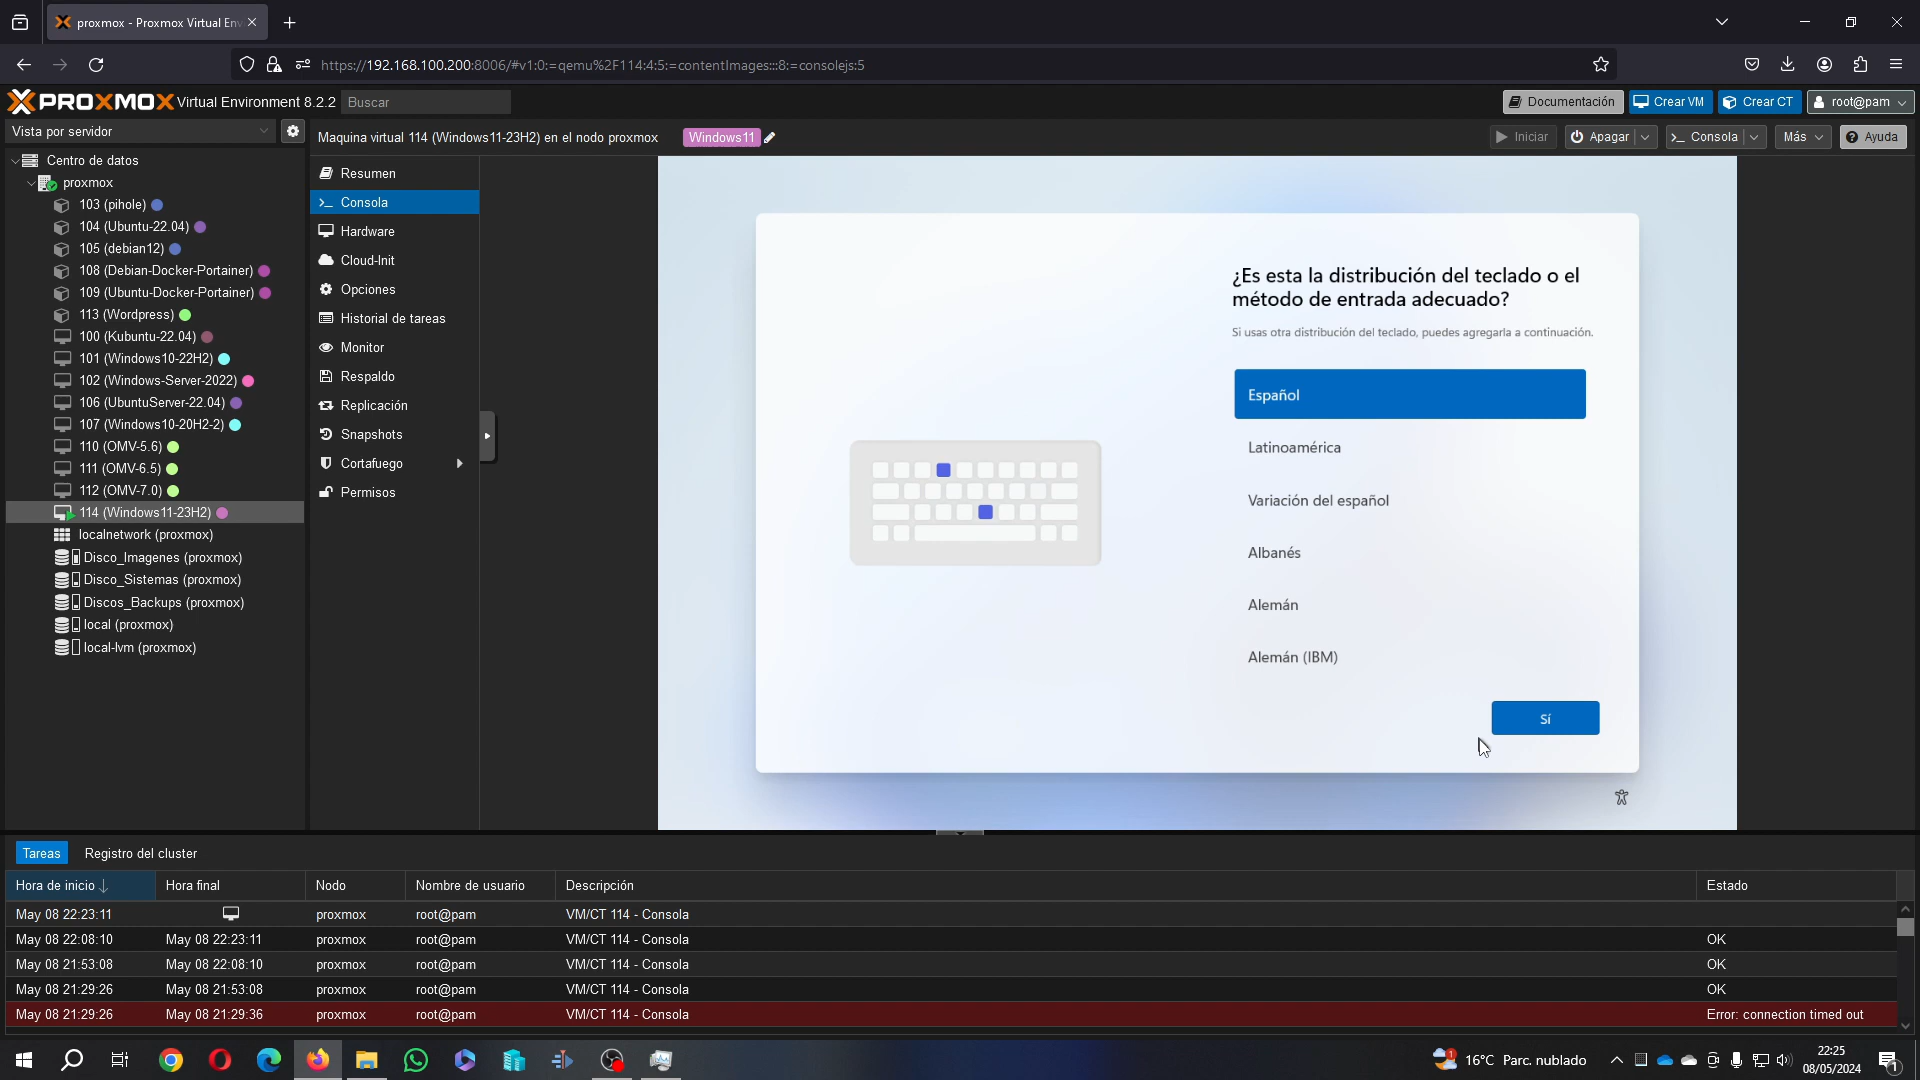 proxmox - Proxmox Virtual Env
https://192.168.100.200:8006/#v1:0:=qemu%2F114:4:5:=contentImages:::8:=consolejs:5
PROXMOX Virtual Environment 8.2.2 Buscar
Documentación
Crear VM
Crear CT
root@pam
Vista por servidor
Maquina virtual 114 (Windows11-23H2) en el nodo proxmox
Windows11
Iniciar
Apagar
Consola
Más
Ayuda
Centro de datos
proxmox
103 (pihole)
104 (Ubuntu-22.04)
105 (debian12)
108 (Debian-Docker-Portainer)
109 (Ubuntu-Docker-Portainer)
113 (Wordpress)
100 (Kubuntu-22.04)
101 (Windows10-22H2)
102 (Windows-Server-2022)
106 (UbuntuServer-22.04)
107 (Windows10-20H2-2)
110 (OMV-5.6)
111 (OMV-6.5)
112 (OMV-7.0)
114 (Windows11-23H2)
localnetwork (proxmox)
Disco_Imagenes (proxmox)
Disco_Sistemas (proxmox)
Discos_Backups (proxmox)
local (proxmox)
local-lvm (proxmox)
Resumen
Consola
Hardware
Cloud-Init
Opciones
Historial de tareas
Monitor
Respaldo
Replicación
Snapshots
Cortafuego
Permisos
¿Es esta la distribución del teclado o el
método de entrada adecuado?
Si usas otra distribución del teclado, puedes agregarla a continuación.
Español
Latinoamérica
Variación del español
Albanés
Alemán
Alemán (IBM)
Sí
Tareas
Registro del cluster
Hora de inicio
Hora final
Nodo
Nombre de usuario
Descripción
Estado
May 08 22:23:11 proxmox root@pam VM/CT 114 - Consola
May 08 22:08:10 May 08 22:23:11 proxmox root@pam VM/CT 114 - Consola OK
May 08 21:53:08 May 08 22:08:10 proxmox root@pam VM/CT 114 - Consola OK
May 08 21:29:26 May 08 21:53:08 proxmox root@pam VM/CT 114 - Consola OK
May 08 21:29:26 May 08 21:29:36 proxmox root@pam VM/CT 114 - Consola Error: connection timed out
1
16°C Parc. nublado
22:25
08/05/2024
1